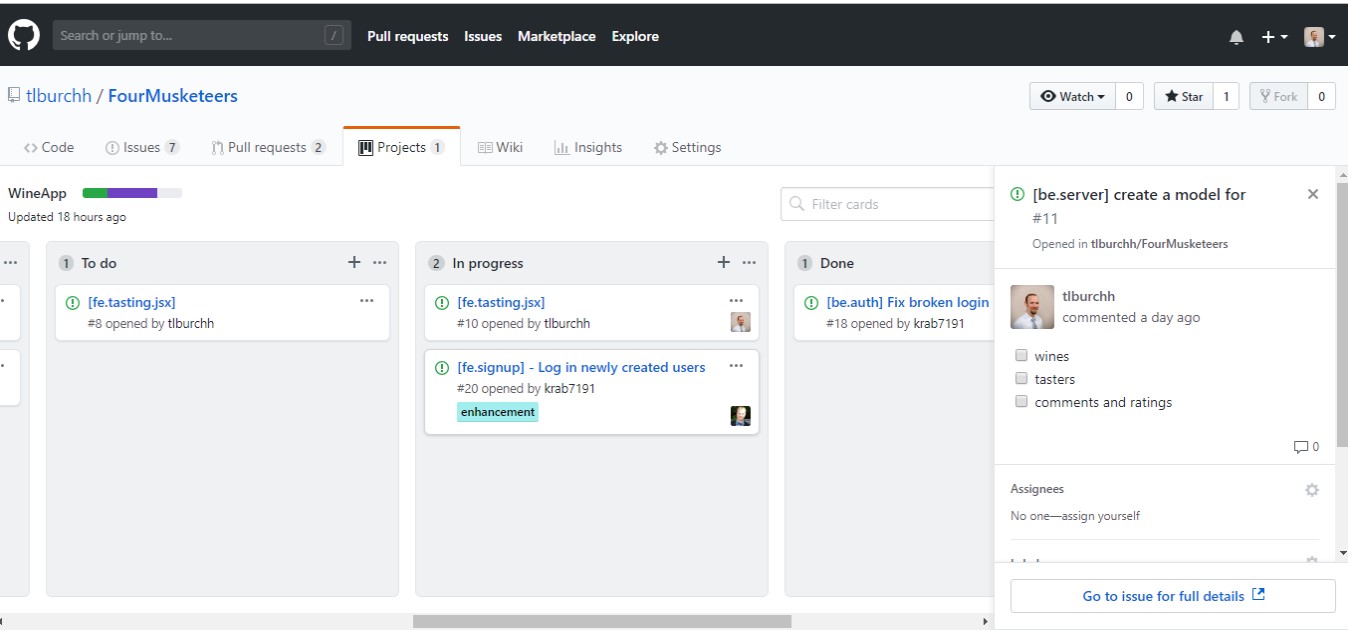 Search or jump to... /
Pull requests Issues Marketplace Explore
tlburchh / FourMusketeers
Watch 0 Star 1 Fork 0
Code Issues 7 Pull requests 2 Projects 1 Wiki Insights Settings
WineApp
Updated 18 hours ago
Filter cards
1 To do
[fe.tasting.jsx]
#8 opened by tlburchh
2 In progress
[fe.tasting.jsx]
#10 opened by tlburchh
[fe.signup] - Log in newly created users
#20 opened by krab7191
enhancement
1 Done
[be.auth] Fix broken login
#18 opened by krab7191
[be.server] create a model for
#11
Opened in tlburchh/FourMusketeers
tlburchh
commented a day ago
wines
tasters
comments and ratings
0
Assignees
No one—assign yourself
Go to issue for full details